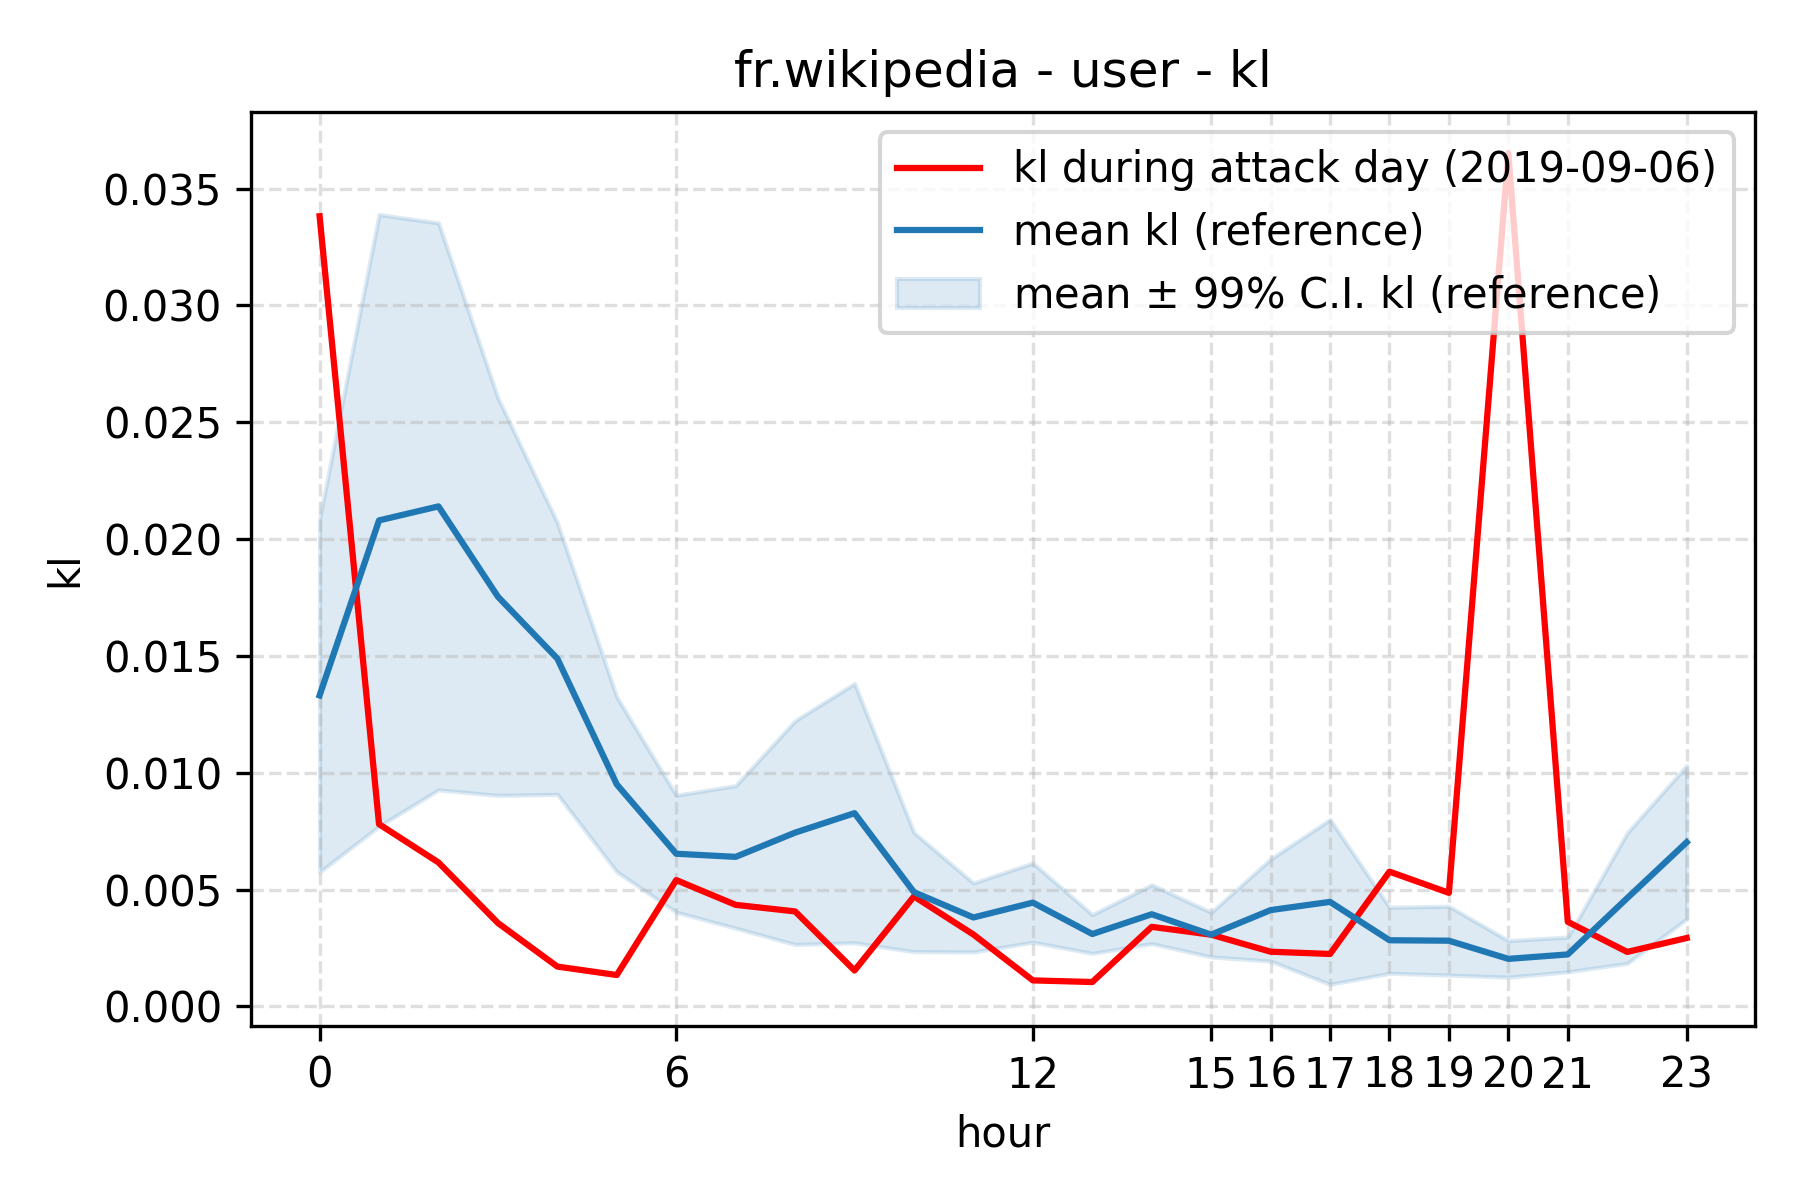 fr.wikipedia - user - kl
kl during attack day (2019-09-06)
mean kl (reference)
mean ± 99% C.I. kl (reference)
0.035
0.030
0.025
0.020
0.015
0.010
0.005
0.000
kl
0 6 12 15 16 17 18 19 20 21 23
hour